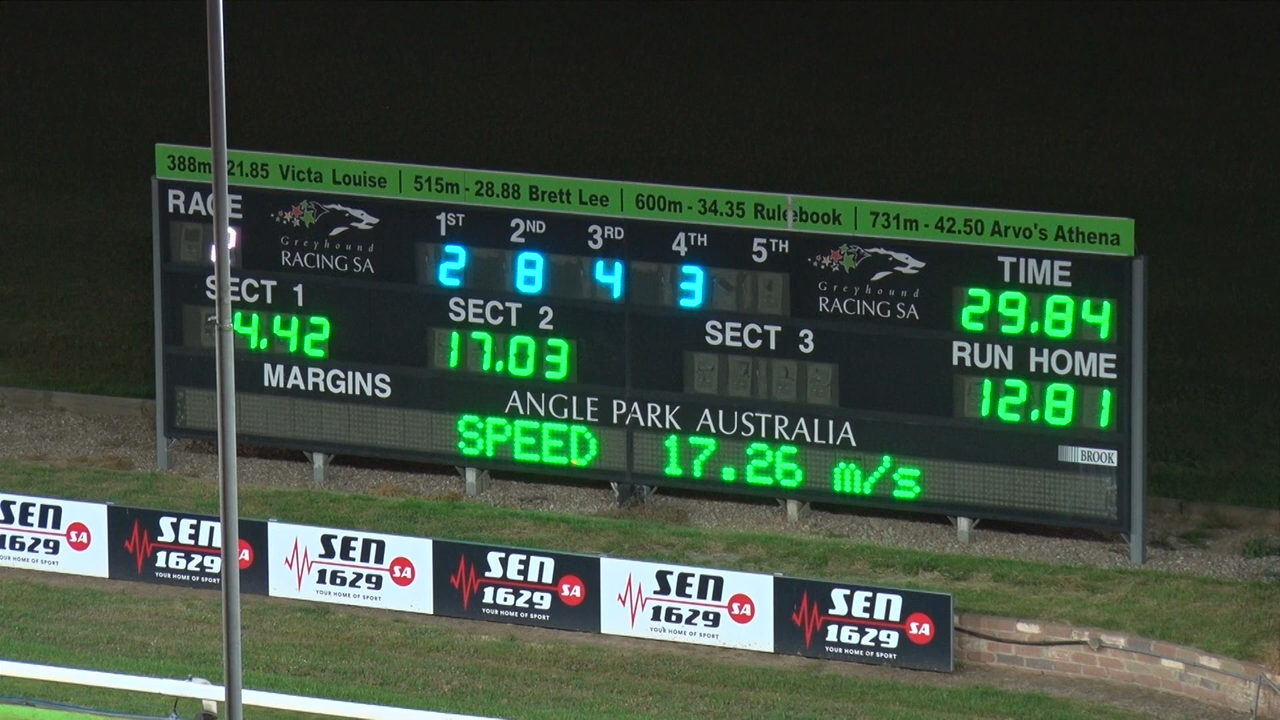 388m 21.85 Victa Louise | 515m - 28.88 Brett Lee | 600m - 34.35 Rulebook | 731m - 42.50 Arvo's Athena
RACE
Greyhound
RACING SA
1ST 2ND 3RD 4TH 5TH
2 8 4 3
Greyhound
RACING SA
TIME
29.84
SECT 1
4.42
SECT 2
17.03
SECT 3
RUN HOME
12.81
MARGINS
ANGLE PARK AUSTRALIA
SPEED 17.26 m/s
BROOK
SEN SA
1629
YOUR HOME OF SPORT
SEN
1629
YOUR HOME OF SPORT
SEN SA
1629
YOUR HOME OF SPORT
SEN SA
1629
YOUR HOME OF SPORT
SEN SA
1629
YOUR HOME OF SPORT
SEN SA
1629
YOUR HOME OF SPORT